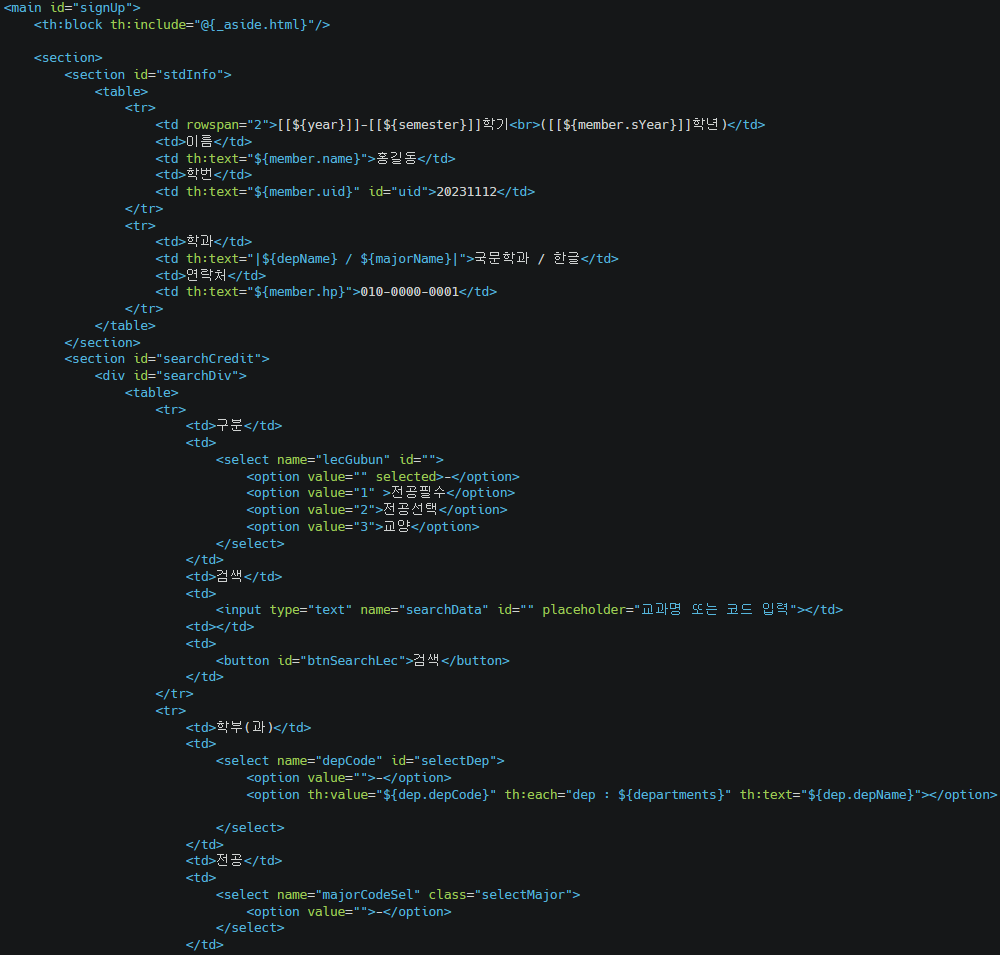 <main id="signUp">
    <th:block th:include="@{_aside.html}"/>

    <section>
        <section id="stdInfo">
            <table>
                <tr>
                    <td rowspan="2">[[${year}]]-[[${semester}]]학기<br>([[${member.sYear}]]학년)</td>
                    <td>이름</td>
                    <td th:text="${member.name}">홍길동</td>
                    <td>학번</td>
                    <td th:text="${member.uid}" id="uid">20231112</td>
                </tr>
                <tr>
                    <td>학과</td>
                    <td th:text="|${depName} / ${majorName}|">국문학과 / 한글</td>
                    <td>연락처</td>
                    <td th:text="${member.hp}">010-0000-0001</td>
                </tr>
            </table>
        </section>
        <section id="searchCredit">
            <div id="searchDiv">
                <table>
                    <tr>
                        <td>구분</td>
                        <td>
                            <select name="lecGubun" id="">
                                <option value="" selected>-</option>
                                <option value="1" >전공필수</option>
                                <option value="2">전공선택</option>
                                <option value="3">교양</option>
                            </select>
                        </td>
                        <td>검색</td>
                        <td>
                            <input type="text" name="searchData" id="" placeholder="교과명 또는 코드 입력"></td>
                        <td></td>
                        <td>
                            <button id="btnSearchLec">검색</button>
                        </td>
                    </tr>
                    <tr>
                        <td>학부(과)</td>
                        <td>
                            <select name="depCode" id="selectDep">
                                <option value="">-</option>
                                <option th:value="${dep.depCode}" th:each="dep : ${departments}" th:text="${dep.depName}"></option>

                            </select>
                        </td>
                        <td>전공</td>
                        <td>
                            <select name="majorCodeSel" class="selectMajor">
                                <option value="">-</option>
                            </select>
                        </td>